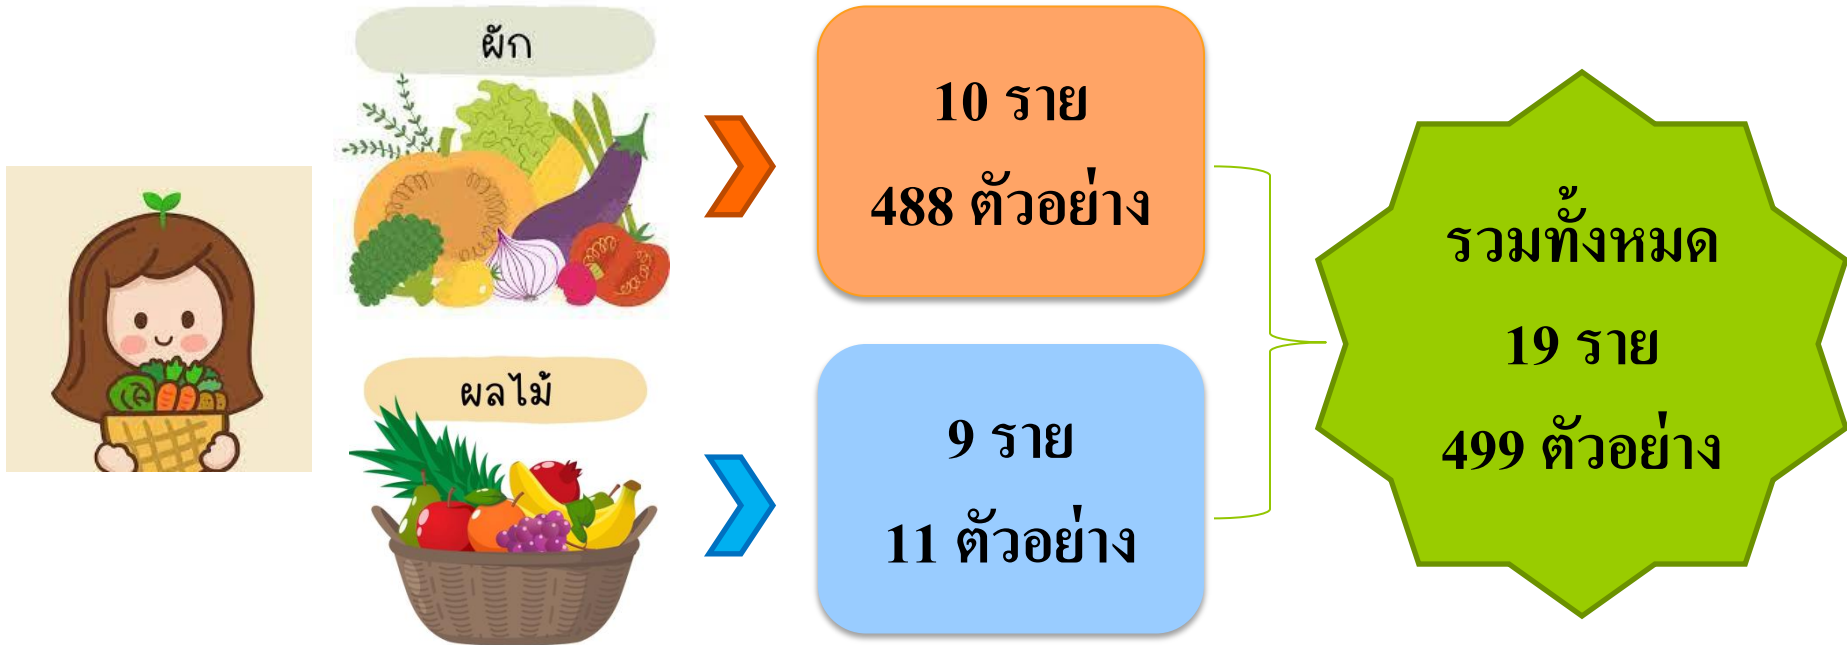 ผัก
10 ราย
488 ตัวอย่าง
ผลไม้
9 ราย
11 ตัวอย่าง
รวมทั้งหมด
19 ราย
499 ตัวอย่าง